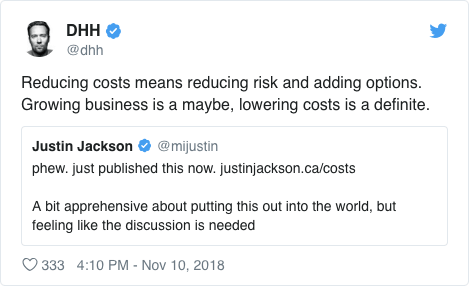 DHH
@dhh
Reducing costs means reducing risk and adding options.
Growing business is a maybe, lowering costs is a definite.
Justin Jackson @mijustin
phew. just published this now. justinjackson.ca/costs
A bit apprehensive about putting this out into the world, but
feeling like the discussion is needed
333 4:10 PM - Nov 10, 2018